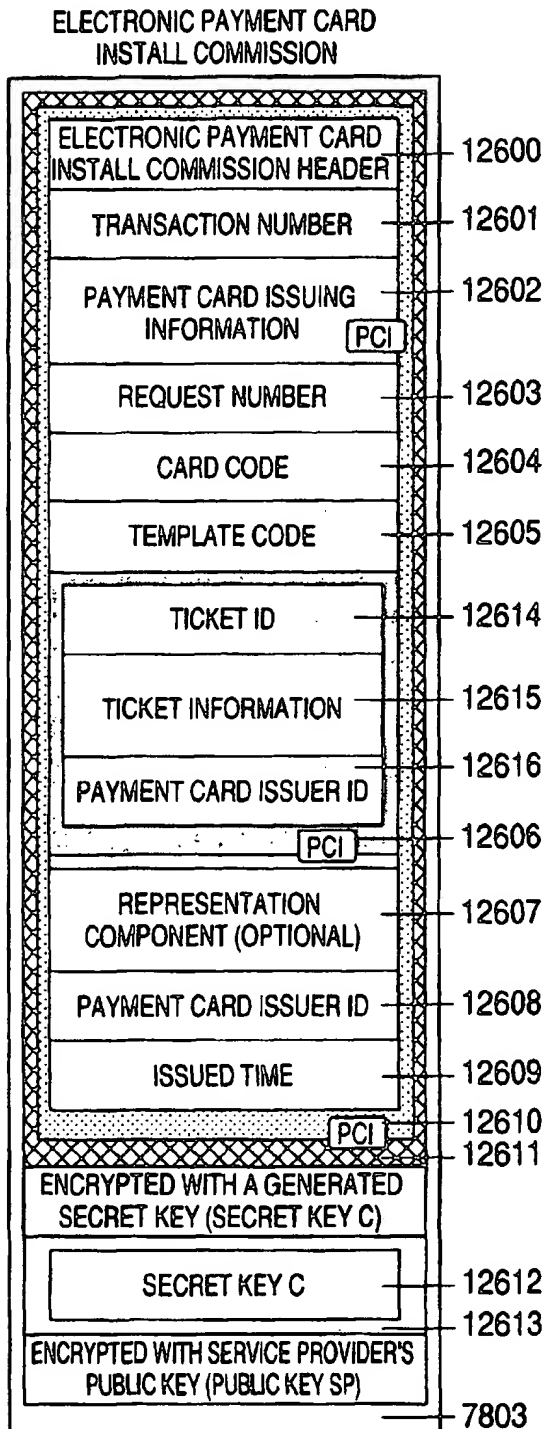 ELECTRONIC PAYMENT CARD
INSTALL COMMISSION
ELECTRONIC PAYMENT CARD
INSTALL COMMISSION HEADER
12600
TRANSACTION NUMBER
12601
PAYMENT CARD ISSUING
INFORMATION
12602
PCI
REQUEST NUMBER
12603
CARD CODE
12604
TEMPLATE CODE
12605
TICKET ID
12614
TICKET INFORMATION
12615
12616
PAYMENT CARD ISSUER ID
PCI
12606
REPRESENTATION
COMPONENT (OPTIONAL)
12607
PAYMENT CARD ISSUER ID
12608
ISSUED TIME
12609
PCI
12610
12611
ENCRYPTED WITH A GENERATED
SECRET KEY (SECRET KEY C)
SECRET KEY C
12612
12613
ENCRYPTED WITH SERVICE PROVIDER'S
PUBLIC KEY (PUBLIC KEY SP)
7803